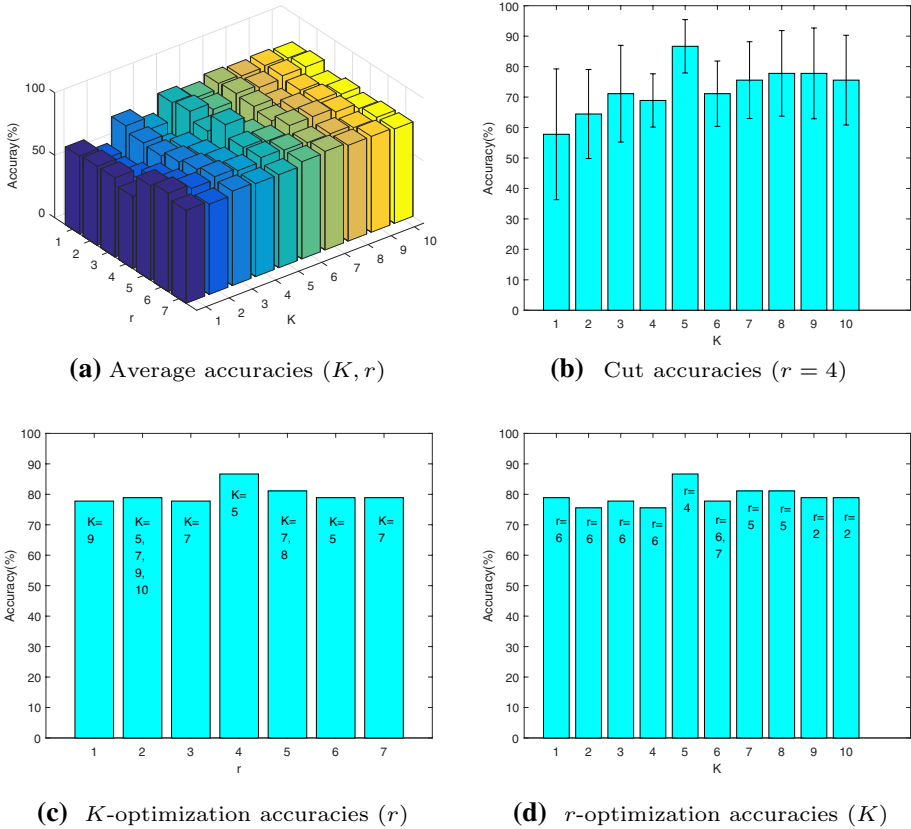 100
50
0
Accuray(%)
1
2
3
4
5
6
7
r
1
2
3
4
5
6
7
8
9
10
K
(a) Average accuracies (K, r)
100
90
80
70
60
50
40
30
20
10
0
Accuracy(%)
1 2 3 4 5 6 7 8 9 10
K
(b) Cut accuracies (r = 4)
100
90
80
70
60
50
40
30
20
10
0
Accuracy(%)
K=
9
K=
5,
7,
9,
10
K=
7
K=
5
K=
7,
8
K=
5
K=
7
1 2 3 4 5 6 7
r
(c) K-optimization accuracies (r)
100
90
80
70
60
50
40
30
20
10
0
Accuracy(%)
r=
6
r=
6
r=
6
r=
6
r=
4
r=
6,
7
r=
5
r=
5
r=
2
r=
2
1 2 3 4 5 6 7 8 9 10
K
(d) r-optimization accuracies (K)